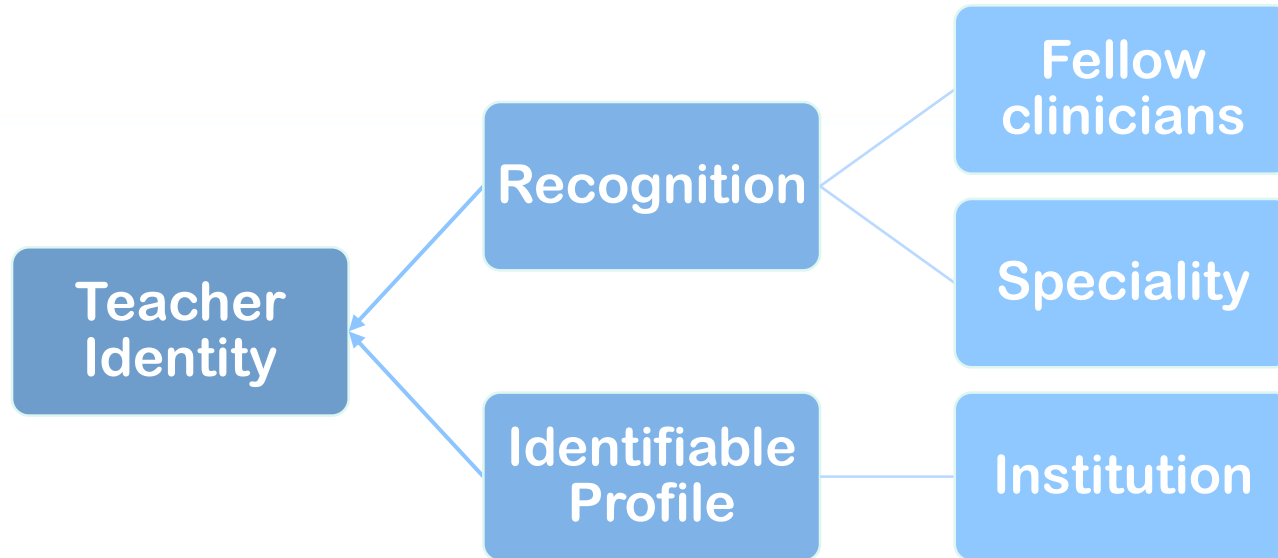 Teacher
Identity
Recognition
Fellow
clinicians
Speciality
Identifiable
Profile
Institution